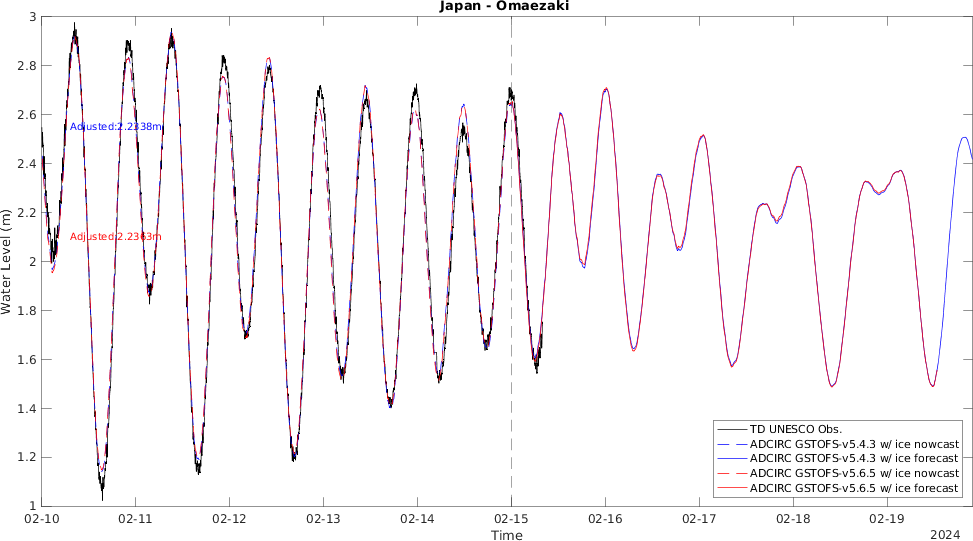 Japan - Omaezaki
3
2.8
2.6
2.4
2.2
2
1.8
1.6
1.4
1.2
1
Water Level (m)
Adjusted:2.2338m
Adjusted:2.2363m
TD UNESCO Obs.
ADCIRC GSTOFS-v5.4.3 w/ ice nowcast
ADCIRC GSTOFS-v5.4.3 w/ ice forecast
ADCIRC GSTOFS-v5.6.5 w/ ice nowcast
ADCIRC GSTOFS-v5.6.5 w/ ice forecast
02-10 02-11 02-12 02-13 02-14 02-15 02-16 02-17 02-18 02-19
Time
2024